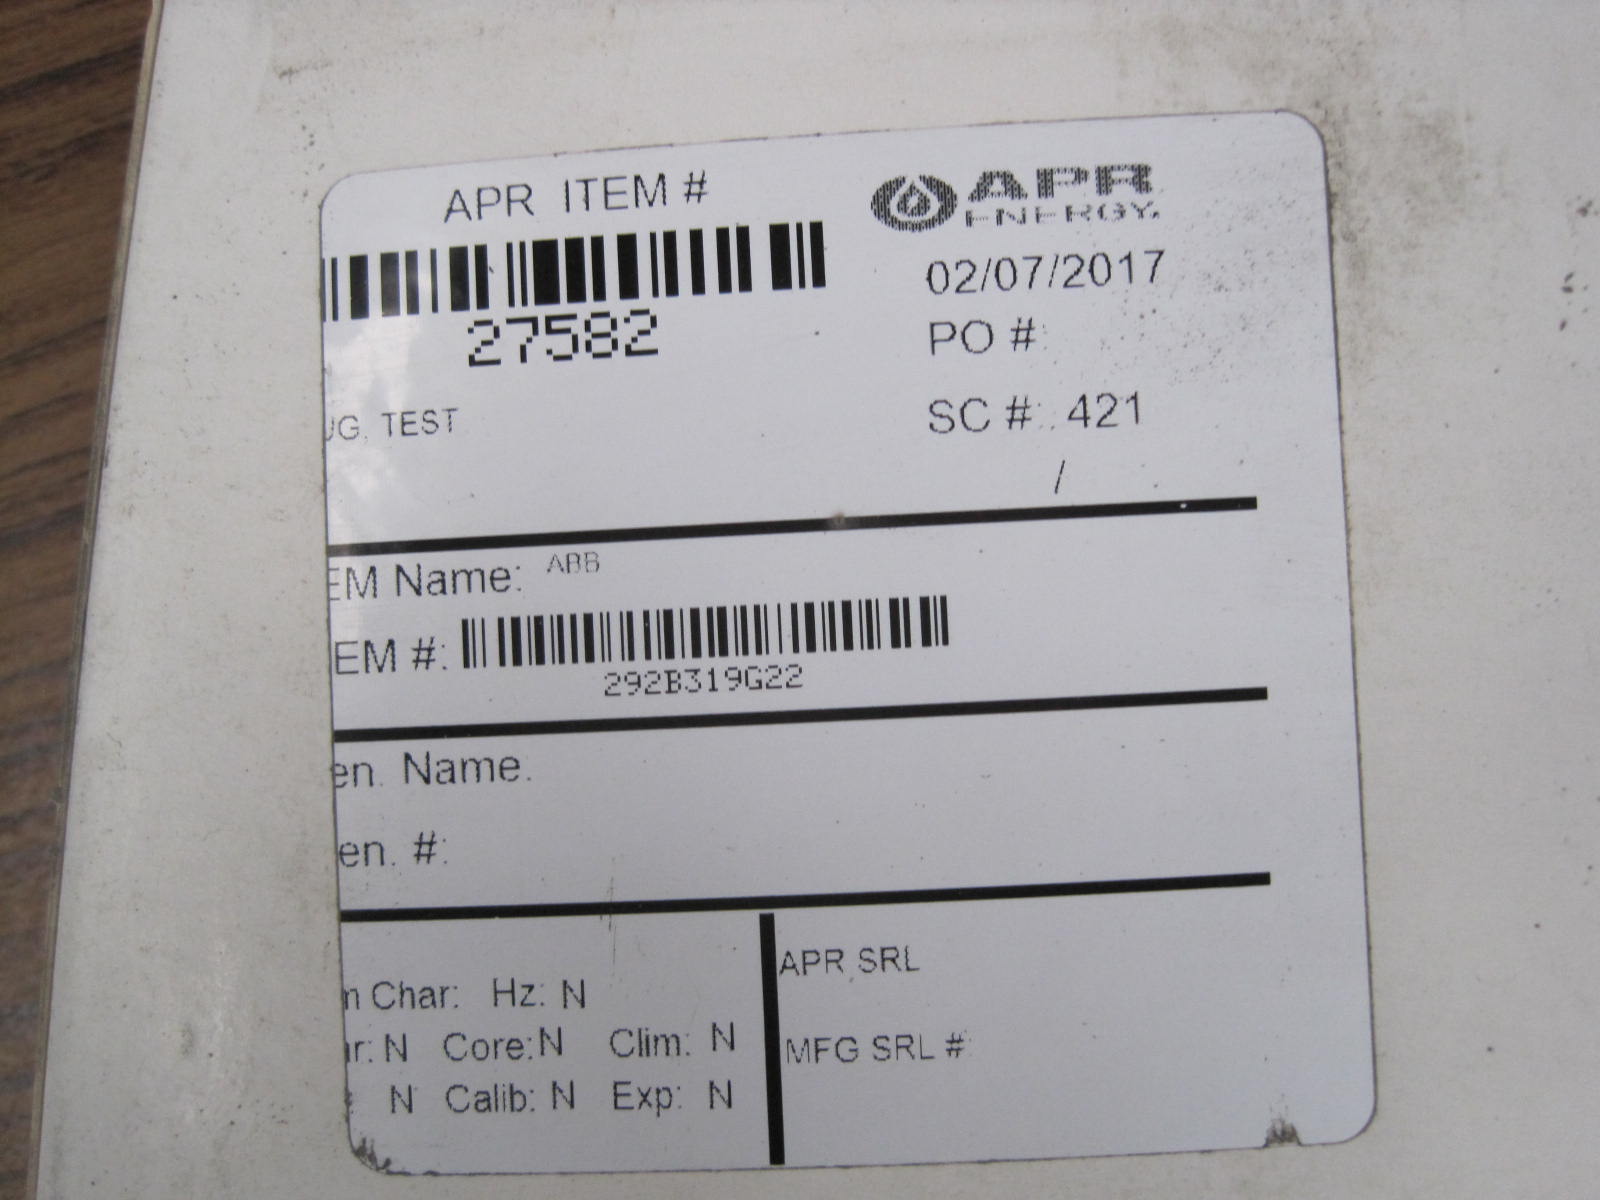 APR ITEM #
APR
ENERGY.
27582
02/07/2017
PO #:
SC #: 421
UG, TEST
/
EM Name: ABB
EM #:
292B319G22
en. Name.
en. #:
m Char: Hz: N
r: N Core: N Clim: N
N Calib: N Exp: N
APR SRL
MFG SRL #